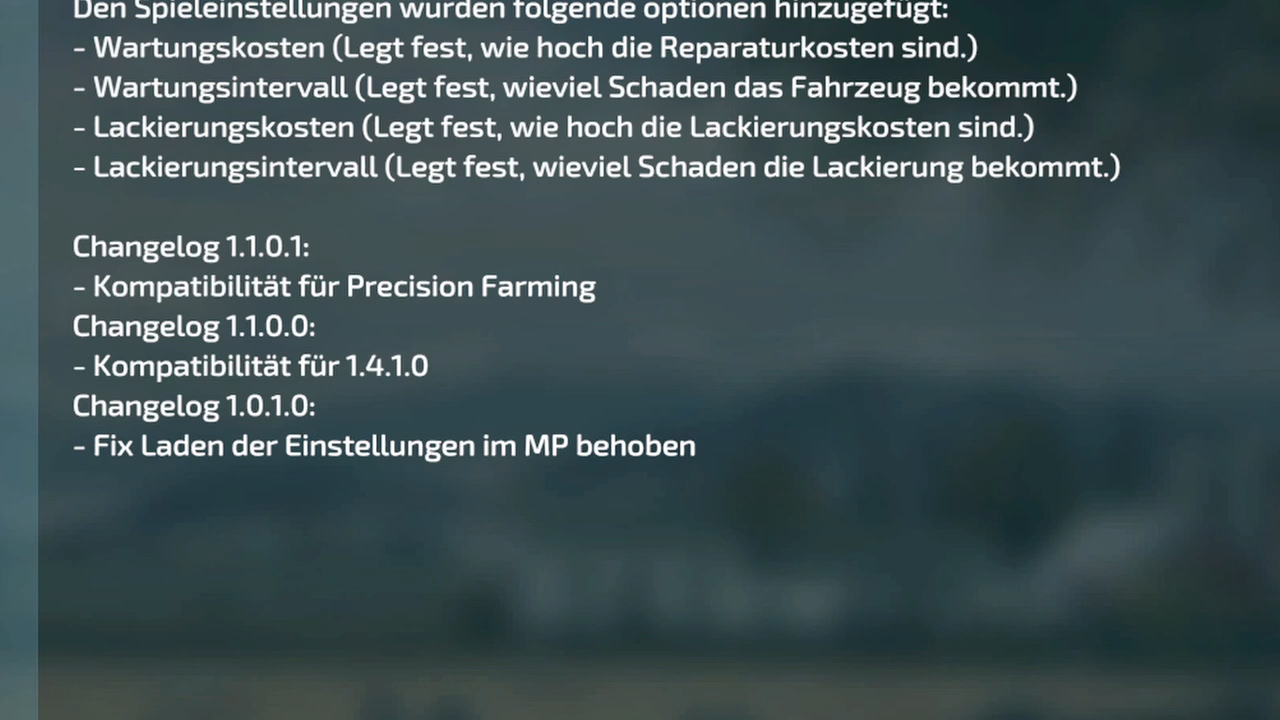 Den Spieleinstellungen wurden folgende optionen hinzugefügt:
- Wartungskosten (Legt fest, wie hoch die Reparaturkosten sind.)
- Wartungsintervall (Legt fest, wieviel Schaden das Fahrzeug bekommt.)
- Lackierungskosten (Legt fest, wie hoch die Lackierungskosten sind.)
- Lackierungsintervall (Legt fest, wieviel Schaden die Lackierung bekommt.)
Changelog 1.1.0.1:
- Kompatibilität für Precision Farming
Changelog 1.1.0.0:
- Kompatibilität für 1.4.1.0
Changelog 1.0.1.0:
- Fix Laden der Einstellungen im MP behoben